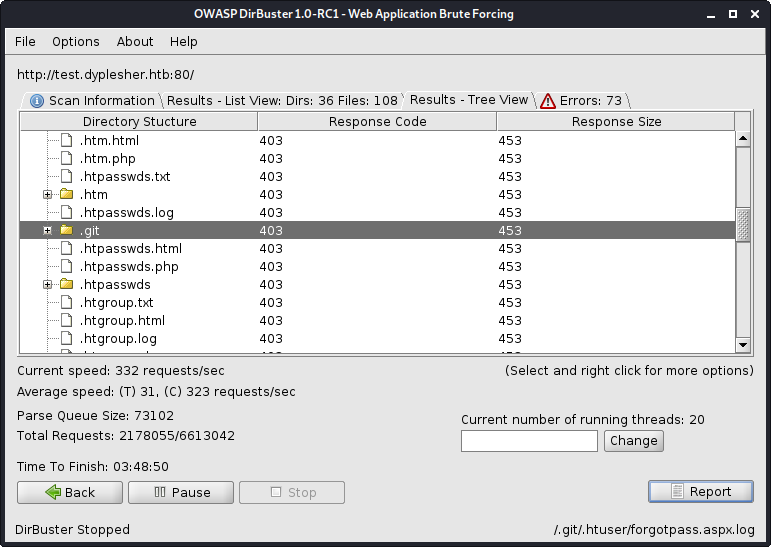 OWASP DirBuster 1.0-RC1 - Web Application Brute Forcing
File Options About Help
http://test.dyplesher.htb:80/
Scan Information Results - List View: Dirs: 36 Files: 108 Results - Tree View Errors: 73
Directory Stucture Response Code Response Size
.htm.html 403 453
.htm.php 403 453
.htpasswds.txt 403 453
.htm 403 453
.htpasswds.log 403 453
.git 403 453
.htpasswds.html 403 453
.htpasswds.php 403 453
.htpasswds 403 453
.htgroup.txt 403 453
.htgroup.html 403 453
.htgroup.log 403 453
Current speed: 332 requests/sec (Select and right click for more options)
Average speed: (T) 31, (C) 323 requests/sec
Parse Queue Size: 73102 Current number of running threads: 20
Total Requests: 2178055/6613042 Change
Time To Finish: 03:48:50
Back Pause Stop Report
DirBuster Stopped /.git/.htuser/forgotpass.aspx.log